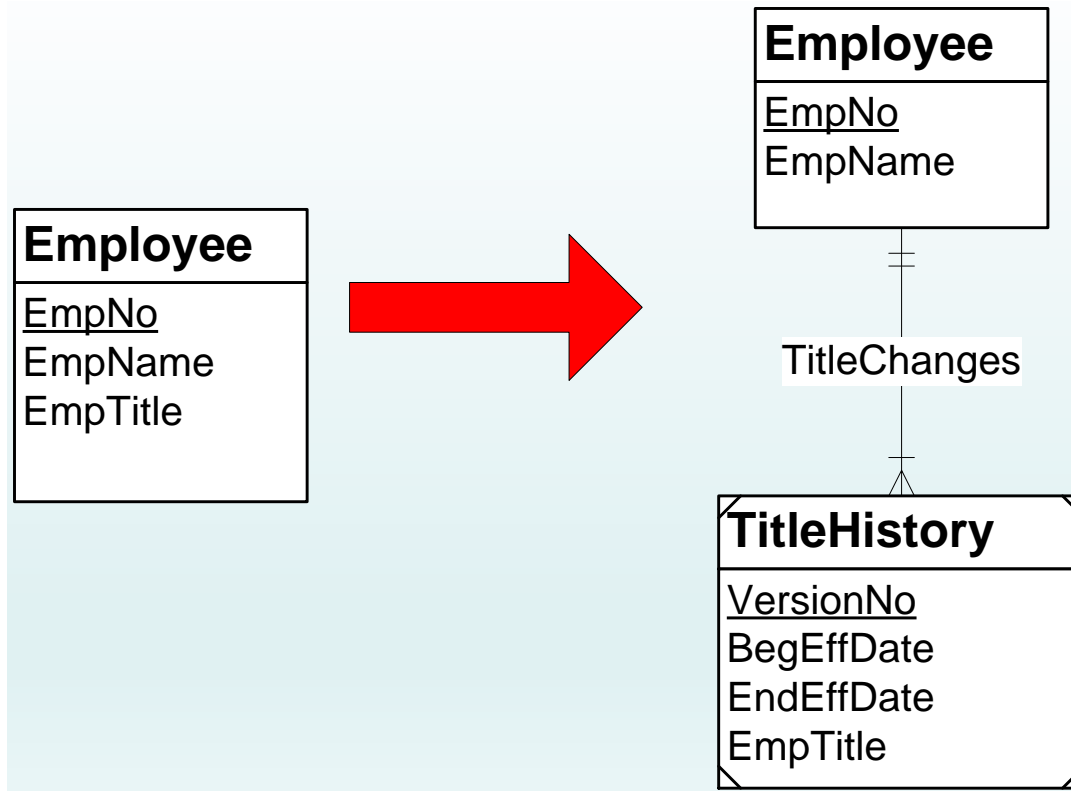 Employee
EmpNo
EmpName
EmpTitle
Employee
EmpNo
EmpName
TitleChanges
TitleHistory
VersionNo
BegEffDate
EndEffDate
EmpTitle